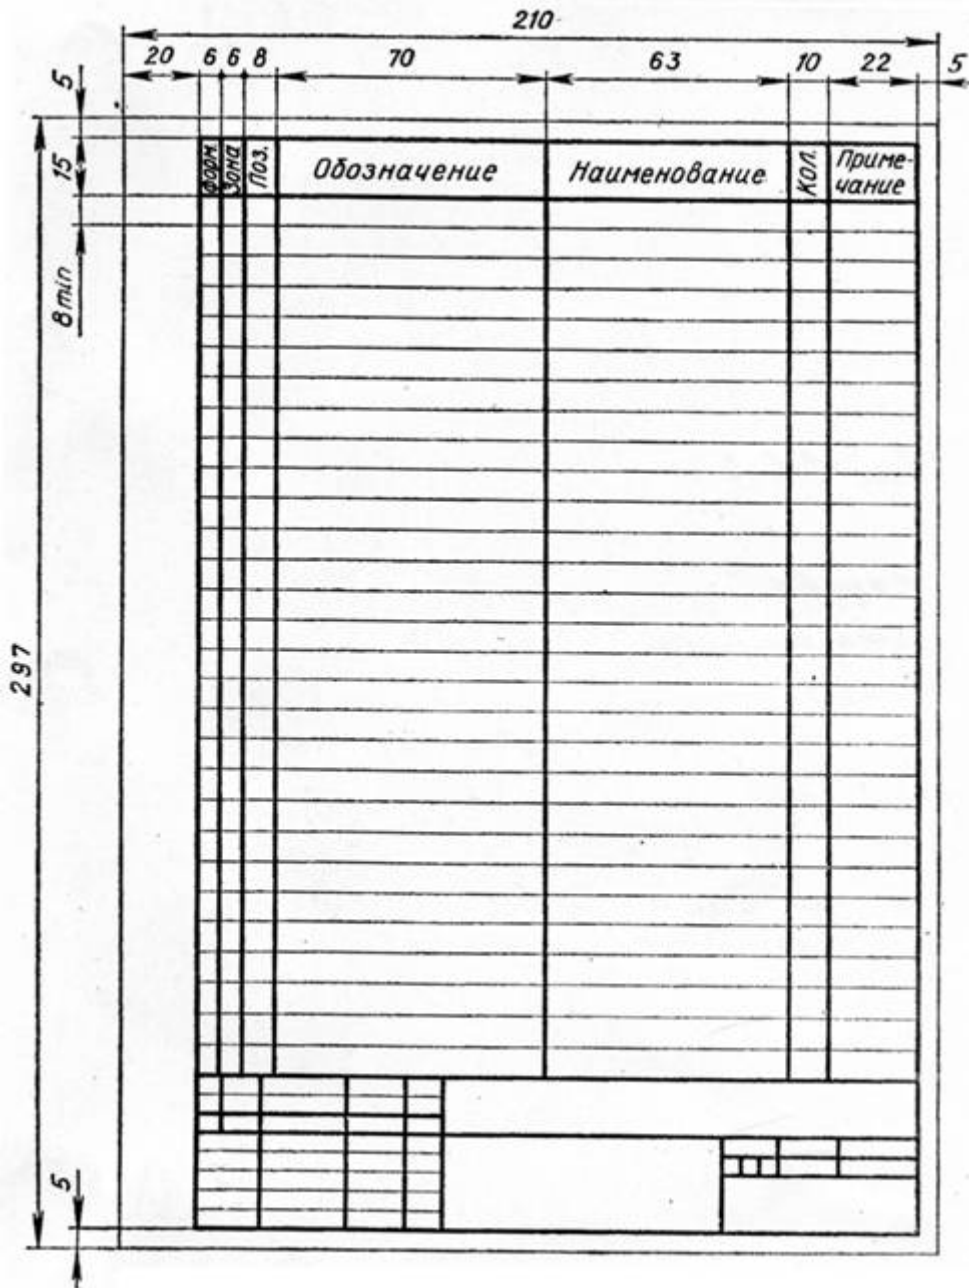 210
20 6 6 8 70 63 10 22 5
5
15
8 min
297
5
Форм.
Зона
Поз.
Обозначение
Наименование
Кол.
Приме-
чание